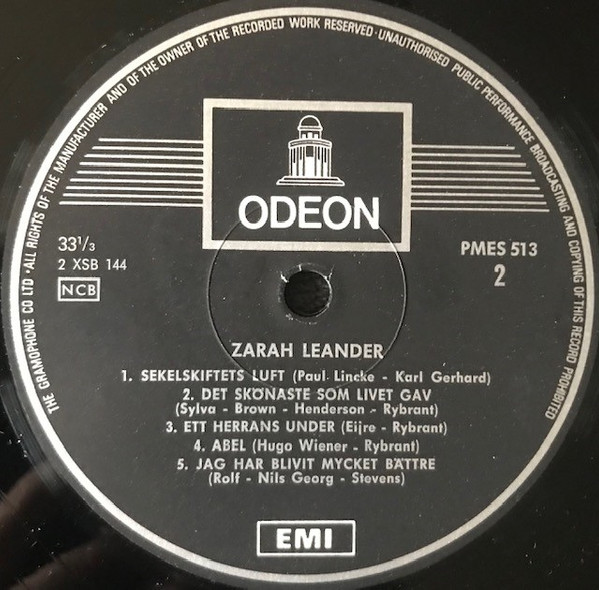 THE GRAMOPHONE CO LTD · ALL RIGHTS OF THE MANUFACTURER AND OF THE OWNER OF THE RECORDED WORK RESERVED · UNAUTHORISED PUBLIC PERFORMANCE BROADCASTING AND COPYING OF THIS RECORD PROHIBITED
ODEON
33 1/3
2 XSB 144
NCB
PMES 513
2
ZARAH LEANDER
1. SEKELSKIFTETS LUFT (Paul Lincke - Karl Gerhard)
2. DET SKÖNASTE SOM LIVET GAV
(Sylva - Brown - Henderson - Rybrant)
3. ETT HERRANS UNDER (Eijre - Rybrant)
4. ABEL (Hugo Wiener - Rybrant)
5. JAG HAR BLIVIT MYCKET BÄTTRE
(Rolf - Nils Georg - Stevens)
EMI